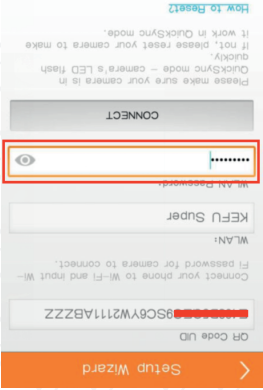 Setup Wizard
QR Code UID
9SC6YW2111ABZZZZ
Connect your phone to Wi-Fi and input Wi-
Fi password for camera to connect.
WLAN:
KEFU Super
WLAN Password:
•••••••••
CONNECT
Please make sure your camera is in
QuickSync mode – camera's LED flash
quickly.
If not, please reset your camera to make
it work in QuickSync mode.
How to Reset?